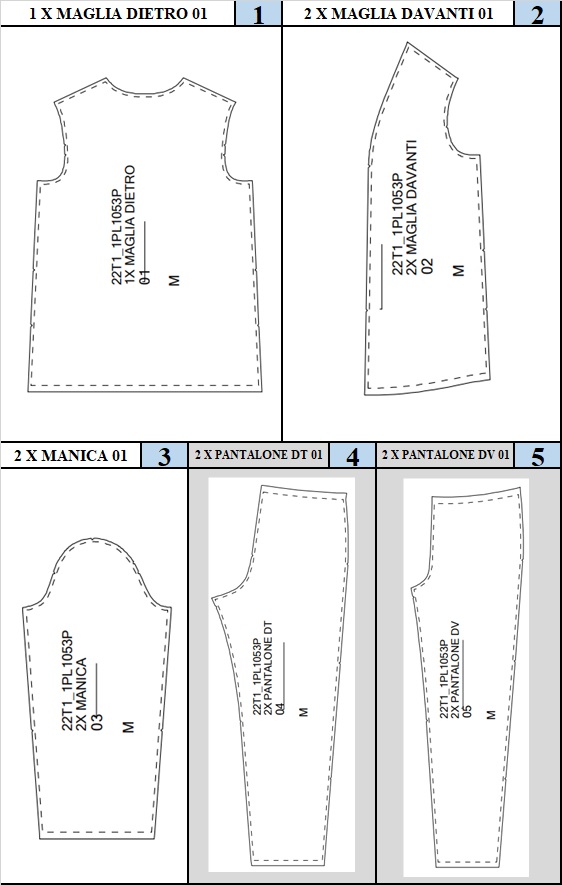 1 X MAGLIA DIETRO 01
1
2 X MAGLIA DAVANTI 01
2
22T1_1PL1053P
1X MAGLIA DIETRO
01
M
22T1_1PL1053P
2X MAGLIA DAVANTI
02
M
2 X MANICA 01
3
2 X PANTALONE DT 01
4
2 X PANTALONE DV 01
5
22T1_1PL1053P
2X MANICA
03
M
22T1_1PL1053P
2X PANTALONE DT
04
M
22T1_1PL1053P
2X PANTALONE DV
05
M